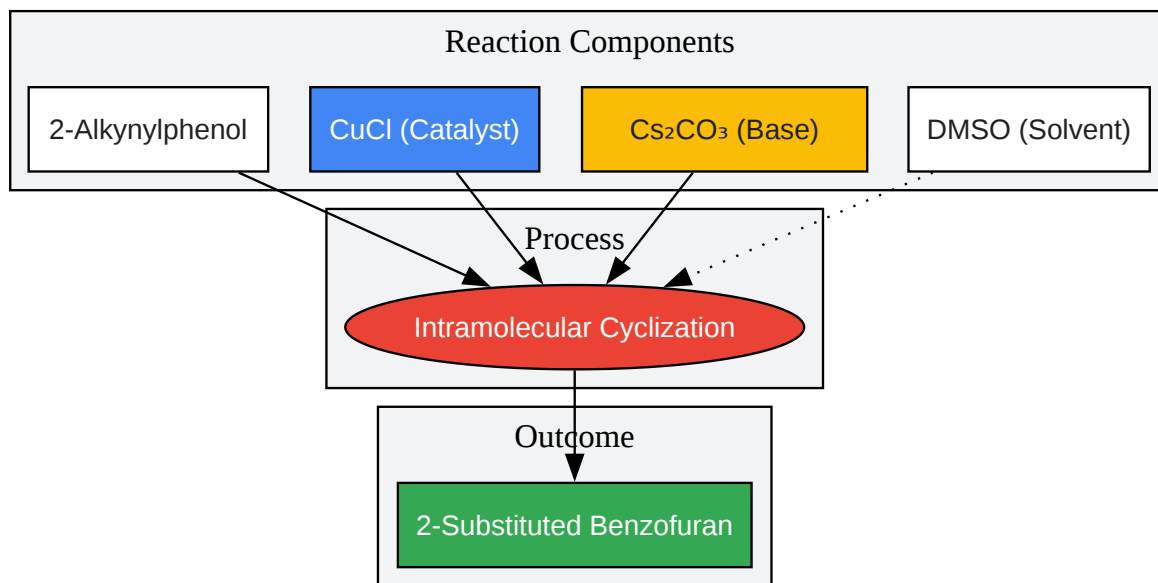 Reaction Components
2-Alkynylphenol
CuCl (Catalyst)
Cs₂CO₃ (Base)
DMSO (Solvent)
Process
Intramolecular Cyclization
Outcome
2-Substituted Benzofuran